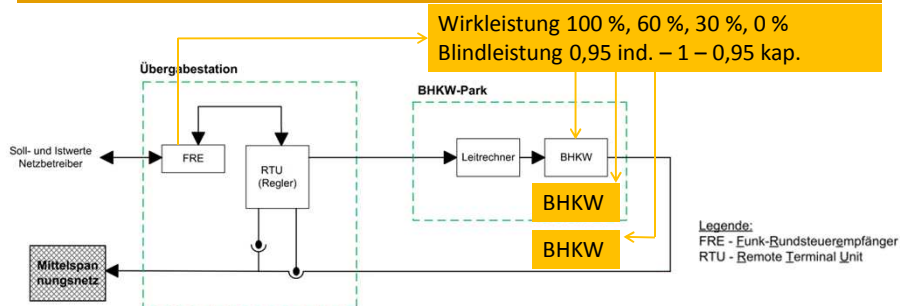 Wirkleistung 100 %, 60 %, 30 %, 0 %
Blindleistung 0,95 ind. – 1 – 0,95 kap.
Übergabestation
BHKW-Park
Soll- und Istwerte
Netzbetreiber
FRE
RTU
(Regler)
Leitrechner
BHKW
BHKW
BHKW
Mittelspan
nungsnetz
Legende:
FRE - Funk-Rundsteuerempfänger
RTU - Remote Terminal Unit